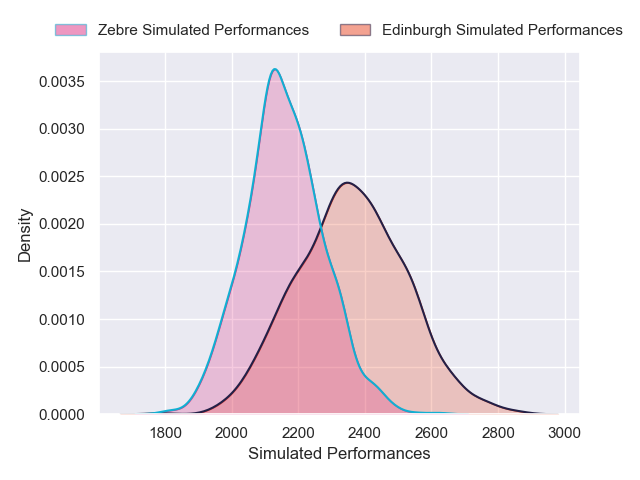 Zebre Simulated Performances Edinburgh Simulated Performances
0.0035
0.0030
0.0025
0.0020
0.0015
0.0010
0.0005
0.0000
Density
1800 2000 2200 2400 2600 2800 3000
Simulated Performances